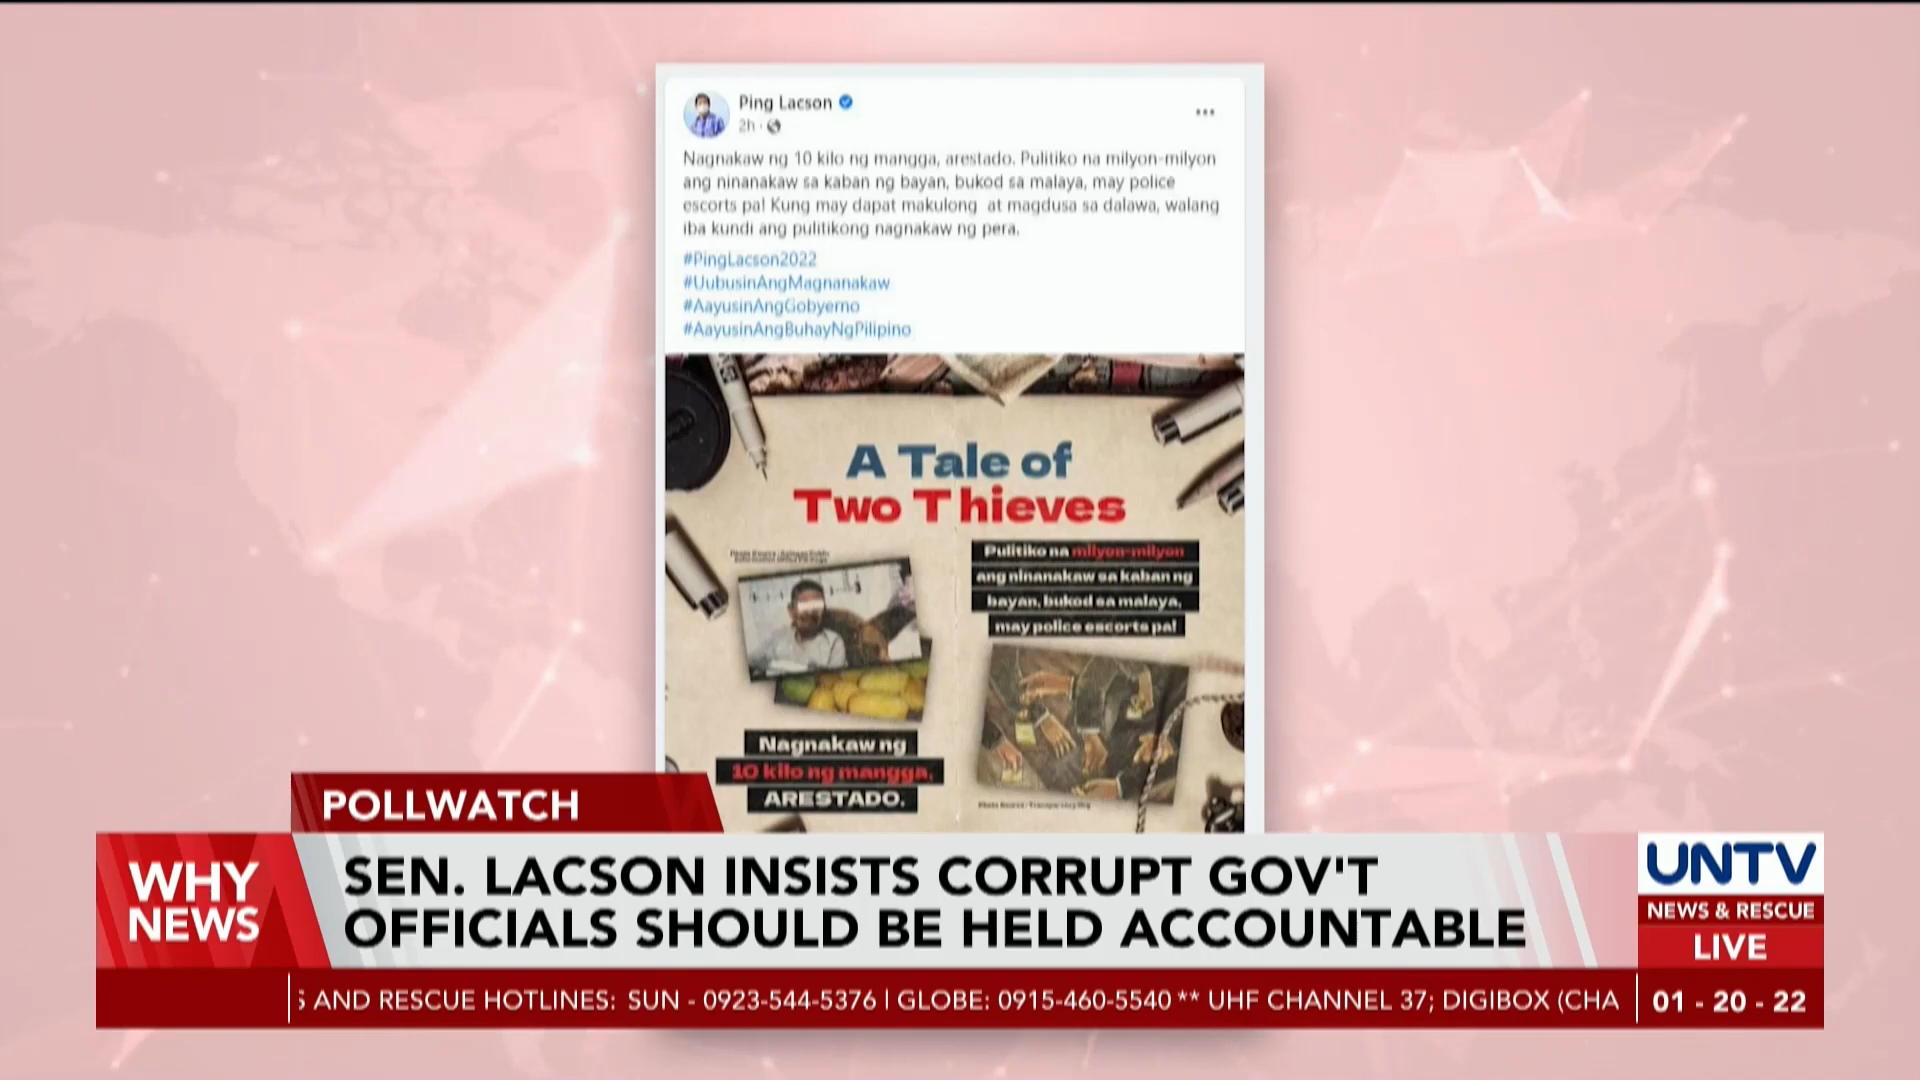 Ping Lacson
2h
Nagnakaw ng 10 kilo ng mangga, arestado. Pulitiko na milyon-milyon
ang ninanakaw sa kaban ng bayan, bukod sa malaya, may police
escorts pa! Kung may dapat makulong at magdusa sa dalawa, walang
iba kundi ang pulitikong nagnakaw ng pera.
#PingLacson2022
#UubusinAngMagnanakaw
#AayusinAngGobyerno
#AayusinAngBuhayNgPilipino
A Tale of
Two Thieves
Pulitiko na milyon-milyon
ang ninanakaw sa kaban ng
bayan, bukod sa malaya,
may police escorts pa!
Nagnakaw ng
10 kilo ng mangga,
ARESTADO.
POLLWATCH
WHY
NEWS
SEN. LACSON INSISTS CORRUPT GOV'T
OFFICIALS SHOULD BE HELD ACCOUNTABLE
UNTV
NEWS & RESCUE
LIVE
S AND RESCUE HOTLINES: SUN - 0923-544-5376 | GLOBE: 0915-460-5540 ** UHF CHANNEL 37; DIGIBOX (CHA
01 - 20 - 22